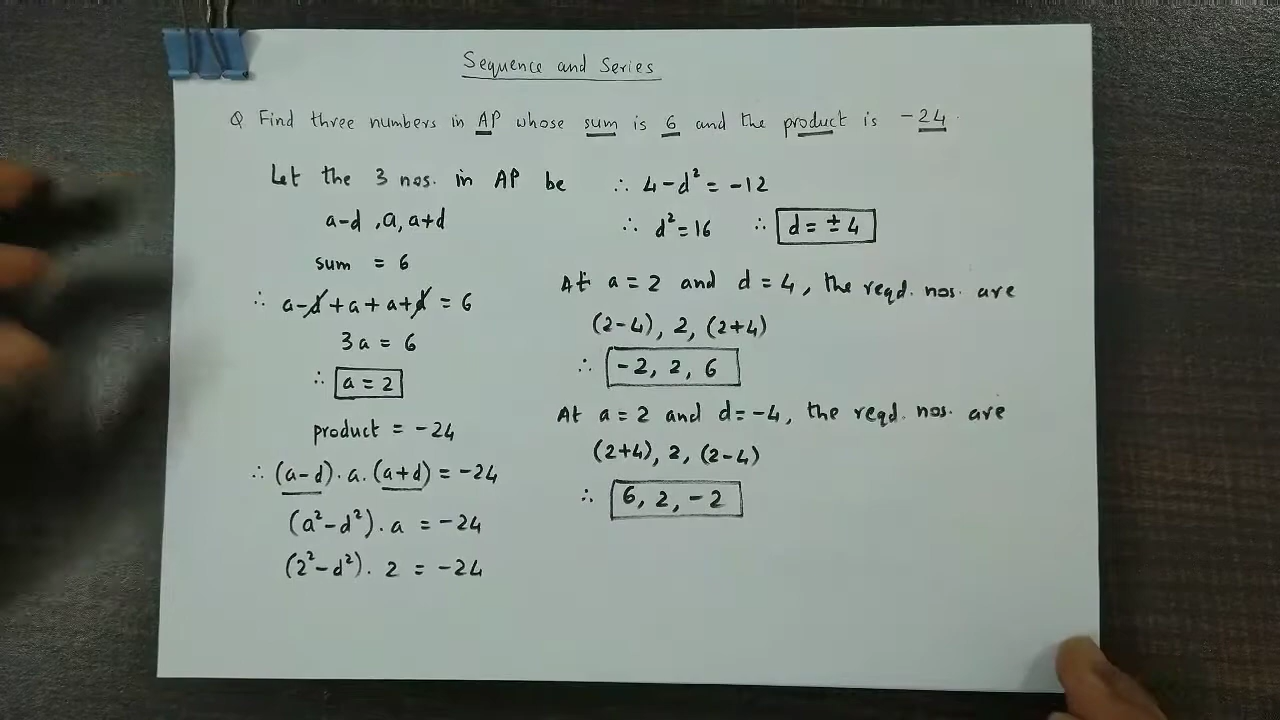 Sequence and Series
Q Find three numbers in AP whose sum is 6 and the product is -24.
Let the 3 nos. in AP be
a-d, a, a+d
sum = 6
∴ a-d+a+a+d = 6
3a = 6
∴ a = 2
product = -24
∴ (a-d).a.(a+d) = -24
(a²-d²).a = -24
(2²-d²).2 = -24
∴ 4-d² = -12
∴ d²=16 ∴ d = ±4
At a = 2 and d = 4, the reqd. nos. are
(2-4), 2, (2+4)
∴ -2, 2, 6
At a = 2 and d = -4, the reqd. nos. are
(2+4), 2, (2-4)
∴ 6, 2, -2